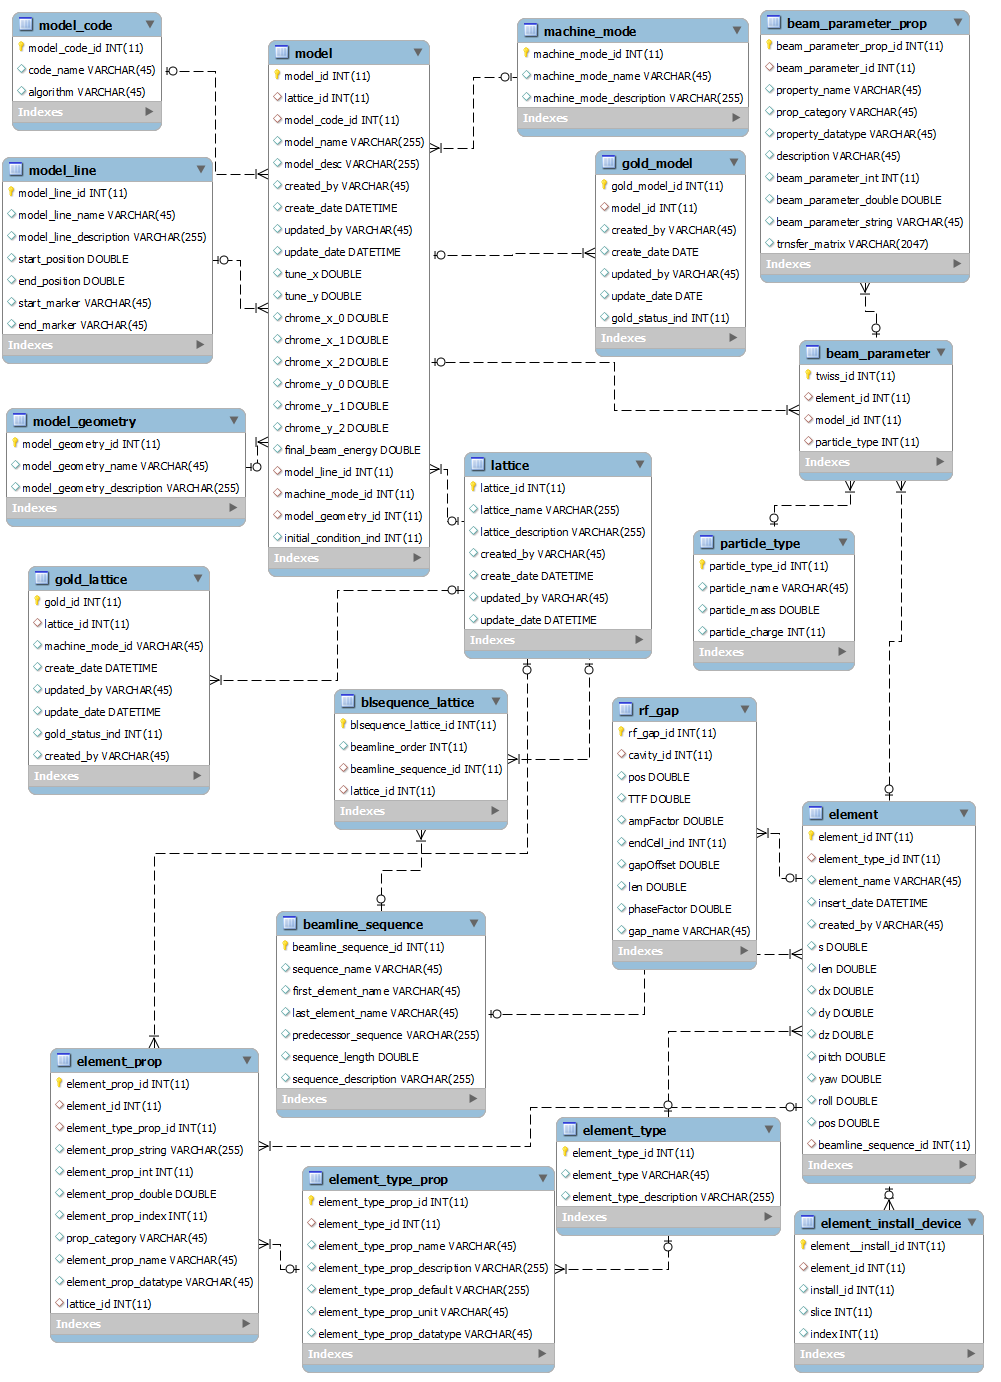 model_code
model_code_id INT(11)
code_name VARCHAR(45)
algorithm VARCHAR(45)
Indexes
model_line
model_line_id INT(11)
model_line_name VARCHAR(45)
model_line_description VARCHAR(255)
start_position DOUBLE
end_position DOUBLE
start_marker VARCHAR(45)
end_marker VARCHAR(45)
Indexes
model_geometry
model_geometry_id INT(11)
model_geometry_name VARCHAR(45)
model_geometry_description VARCHAR(255)
Indexes
model
model_id INT(11)
lattice_id INT(11)
model_code_id INT(11)
model_name VARCHAR(255)
model_desc VARCHAR(255)
created_by VARCHAR(45)
create_date DATETIME
updated_by VARCHAR(45)
update_date DATETIME
tune_x DOUBLE
tune_y DOUBLE
chrome_x_0 DOUBLE
chrome_x_1 DOUBLE
chrome_x_2 DOUBLE
chrome_y_0 DOUBLE
chrome_y_1 DOUBLE
chrome_y_2 DOUBLE
final_beam_energy DOUBLE
model_line_id INT(11)
machine_mode_id INT(11)
model_geometry_id INT(11)
initial_condition_ind INT(11)
Indexes
machine_mode
machine_mode_id INT(11)
machine_mode_name VARCHAR(45)
machine_mode_description VARCHAR(255)
Indexes
gold_model
gold_model_id INT(11)
model_id INT(11)
created_by VARCHAR(45)
create_date DATE
updated_by VARCHAR(45)
update_date DATE
gold_status_ind INT(11)
Indexes
beam_parameter_prop
beam_parameter_prop_id INT(11)
beam_parameter_id INT(11)
property_name VARCHAR(45)
prop_category VARCHAR(45)
property_datatype VARCHAR(45)
description VARCHAR(45)
beam_parameter_int INT(11)
beam_parameter_double DOUBLE
beam_parameter_string VARCHAR(45)
trnsfer_matrix VARCHAR(2047)
Indexes
beam_parameter
twiss_id INT(11)
element_id INT(11)
model_id INT(11)
particle_type INT(11)
Indexes
lattice
lattice_id INT(11)
lattice_name VARCHAR(255)
lattice_description VARCHAR(255)
created_by VARCHAR(45)
create_date DATETIME
updated_by VARCHAR(45)
update_date DATETIME
Indexes
particle_type
particle_type_id INT(11)
particle_name VARCHAR(45)
particle_mass DOUBLE
particle_charge INT(11)
Indexes
gold_lattice
gold_id INT(11)
lattice_id INT(11)
machine_mode_id VARCHAR(45)
create_date DATETIME
updated_by VARCHAR(45)
update_date DATETIME
gold_status_ind INT(11)
created_by VARCHAR(45)
Indexes
blsequence_lattice
blsequence_lattice_id INT(11)
beamline_order INT(11)
beamline_sequence_id INT(11)
lattice_id INT(11)
Indexes
rf_gap
rf_gap_id INT(11)
cavity_id INT(11)
pos DOUBLE
TTF DOUBLE
ampFactor DOUBLE
endCell_ind INT(11)
gapOffset DOUBLE
len DOUBLE
phaseFactor DOUBLE
gap_name VARCHAR(45)
Indexes
element
element_id INT(11)
element_type_id INT(11)
element_name VARCHAR(45)
insert_date DATETIME
created_by VARCHAR(45)
s DOUBLE
len DOUBLE
dx DOUBLE
dy DOUBLE
dz DOUBLE
pitch DOUBLE
yaw DOUBLE
roll DOUBLE
pos DOUBLE
beamline_sequence_id INT(11)
Indexes
beamline_sequence
beamline_sequence_id INT(11)
sequence_name VARCHAR(45)
first_element_name VARCHAR(45)
last_element_name VARCHAR(45)
predecessor_sequence VARCHAR(255)
sequence_length DOUBLE
sequence_description VARCHAR(255)
Indexes
element_prop
element_prop_id INT(11)
element_id INT(11)
element_type_prop_id INT(11)
element_prop_string VARCHAR(255)
element_prop_int INT(11)
element_prop_double DOUBLE
element_prop_index INT(11)
prop_category VARCHAR(45)
element_prop_name VARCHAR(45)
element_prop_datatype VARCHAR(45)
lattice_id INT(11)
Indexes
element_type_prop
element_type_prop_id INT(11)
element_type_id INT(11)
element_type_prop_name VARCHAR(45)
element_type_prop_description VARCHAR(255)
element_type_prop_default VARCHAR(255)
element_type_prop_unit VARCHAR(45)
element_type_prop_datatype VARCHAR(45)
Indexes
element_type
element_type_id INT(11)
element_type VARCHAR(45)
element_type_description VARCHAR(255)
Indexes
element_install_device
element__install_id INT(11)
element_id INT(11)
install_id INT(11)
slice INT(11)
index INT(11)
Indexes